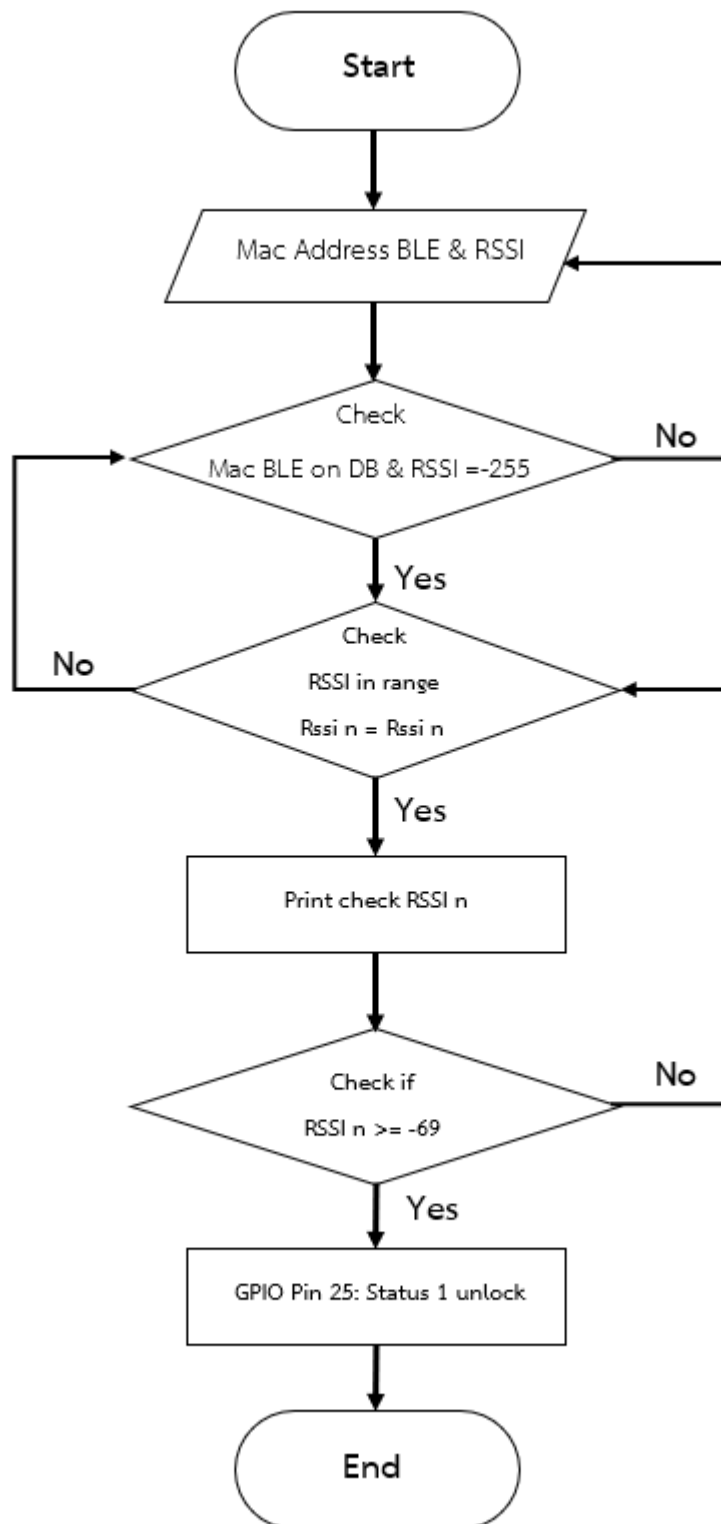 Start
Mac Address BLE & RSSI
Check
No
Mac BLE on DB & RSSI =-255
Yes
Check
No
RSSI in range
Rssi n = Rssi n
Yes
Print check RSSI n
No
Check if
RSSI n >= -69
Yes
GPIO Pin 25: Status 1 unlock
End